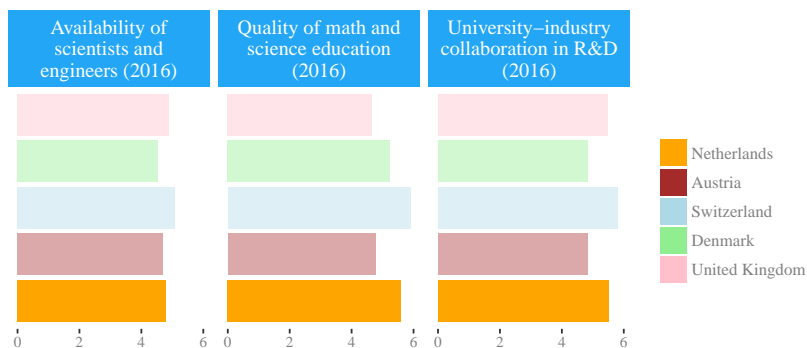 Availability of
scientists and
engineers (2016)
Quality of math and
science education
(2016)
University−industry
collaboration in R&D
(2016)
Netherlands
Austria
Switzerland
Denmark
United Kingdom
0 2 4 6
0 2 4 6
0 2 4 6